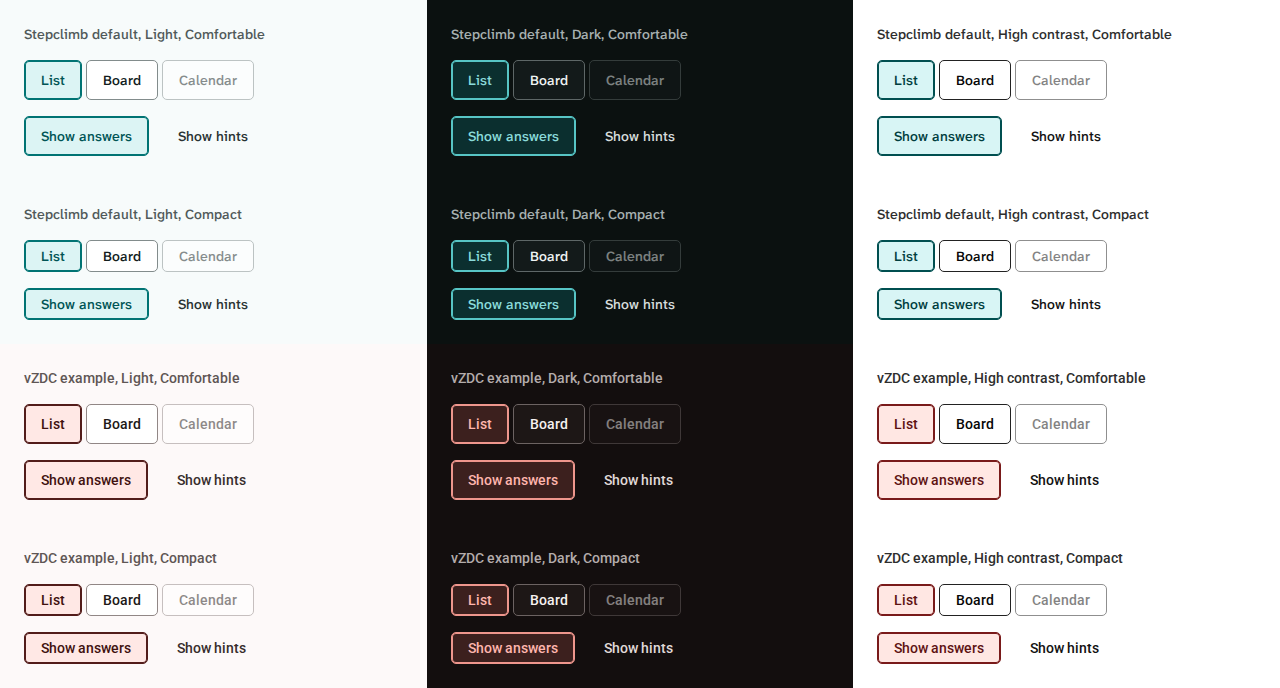 Stepclimb default, Light, Comfortable
List Board Calendar
Show answers Show hints
Stepclimb default, Dark, Comfortable
List Board Calendar
Show answers Show hints
Stepclimb default, High contrast, Comfortable
List Board Calendar
Show answers Show hints
Stepclimb default, Light, Compact
List Board Calendar
Show answers Show hints
Stepclimb default, Dark, Compact
List Board Calendar
Show answers Show hints
Stepclimb default, High contrast, Compact
List Board Calendar
Show answers Show hints
vZDC example, Light, Comfortable
List Board Calendar
Show answers Show hints
vZDC example, Dark, Comfortable
List Board Calendar
Show answers Show hints
vZDC example, High contrast, Comfortable
List Board Calendar
Show answers Show hints
vZDC example, Light, Compact
List Board Calendar
Show answers Show hints
vZDC example, Dark, Compact
List Board Calendar
Show answers Show hints
vZDC example, High contrast, Compact
List Board Calendar
Show answers Show hints